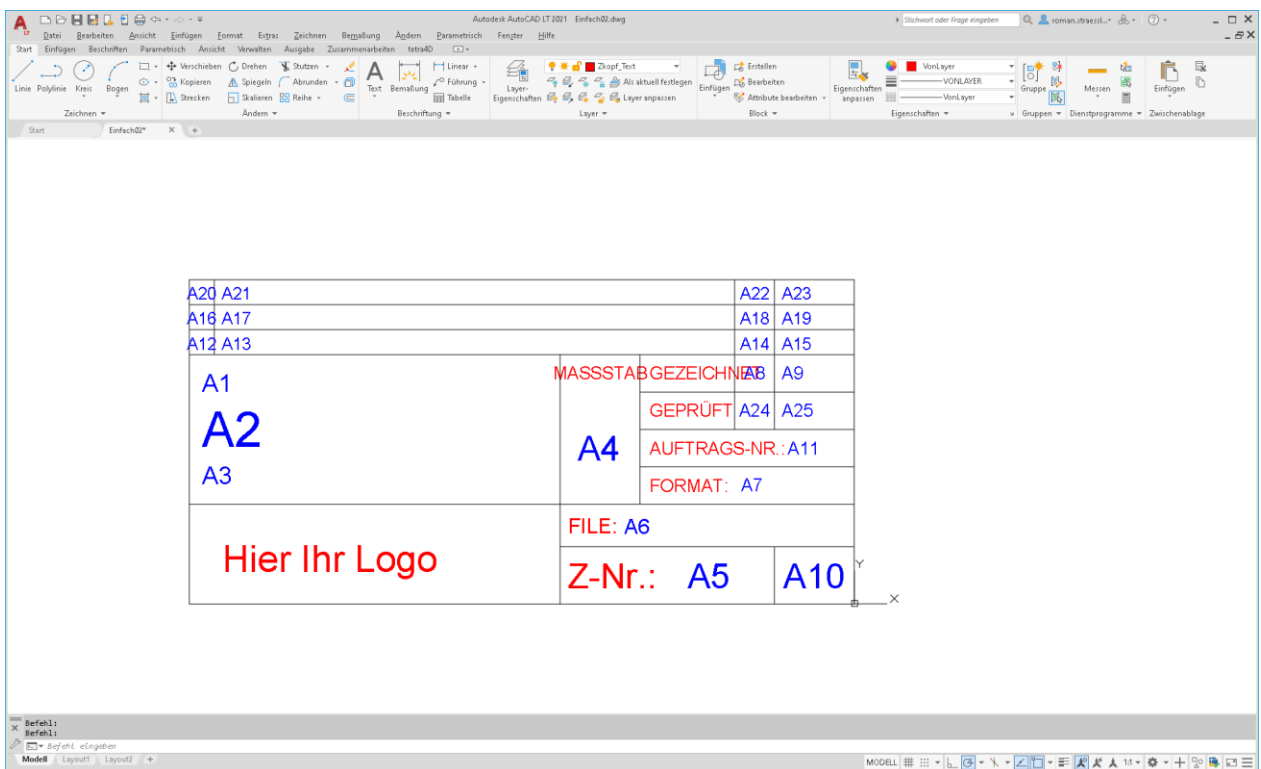 Autodesk AutoCAD LT 2021 Einfach02.dwg
Stichwort oder Frage eingeben
roman.straessl...
Datei Bearbeiten Ansicht Einfügen Format Extras Zeichnen Bemaßung Ändern Parametrisch Fenster Hilfe
Start Einfügen Beschriften Parametrisch Ansicht Verwalten Ausgabe Zusammenarbeiten tetra4D
Linie Polylinie Kreis Bogen
Verschieben Drehen Stutzen
Kopieren Spiegeln Abrunden
Strecken Skalieren Reihe
Text Bemaßung
Linear
Führung
Tabelle
Layer-
Eigenschaften
Zkopf_Text
Als aktuell festlegen
Layer anpassen
Einfügen
Erstellen
Bearbeiten
Attribute bearbeiten
Eigenschaften
anpassen
VonLayer
VONLAYER
VonLayer
Gruppe
Messen
Einfügen
Zeichnen Ändern Beschriftung Layer Block Eigenschaften Gruppen Dienstprogramme Zwischenablage
Start Einfach02*
A20 A21 A22 A23
A16 A17 A18 A19
A12 A13 A14 A15
A1
A2
A3
MASSSTAB
A4
GEZEICHNET A8 A9
GEPRÜFT A24 A25
AUFTRAGS-NR.: A11
FORMAT: A7
Hier Ihr Logo
FILE: A6
Z-Nr.: A5 A10
Y
X
Befehl:
Befehl:
Befehl eingeben
Modell Layout1 Layout2 +
MODELL
1:1